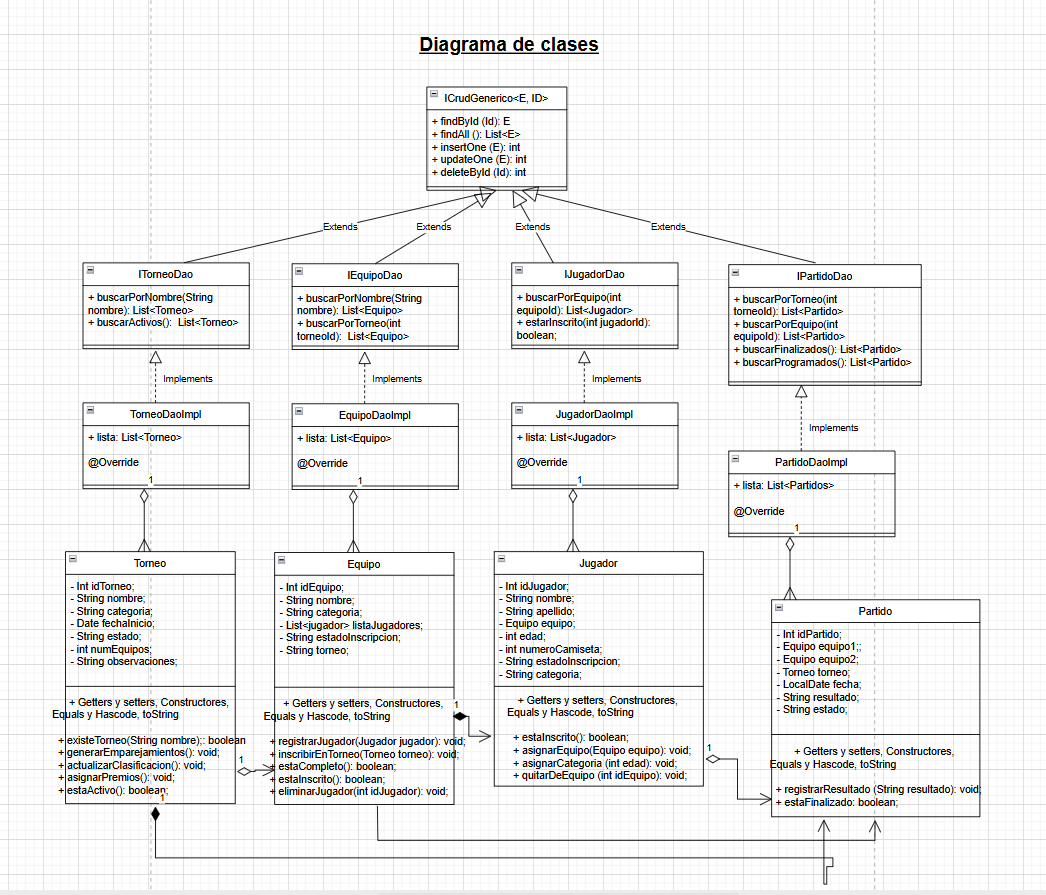 Diagrama de clases
ICrudGenerico<E, ID>
+ findById (Id): E
+ findAll (): List<E>
+ insertOne (E): int
+ updateOne (E): int
+ deleteById (Id): int
Extends
Extends
Extends
Extends
ITorneoDao
+ buscarPorNombre(String
nombre): List<Torneo>
+ buscarActivos():  List<Torneo>
IEquipoDao
+ buscarPorNombre(String
nombre): List<Equipo>
+ buscarPorTorneo(int
torneoId):  List<Equipo>
IJugadorDao
+ buscarPorEquipo(int
equipoId): List<Jugador>
+ estarInscrito(int jugadorId):
boolean;
IPartidoDao
+ buscarPorTorneo(int
torneoId): List<Partido>
+ buscarPorEquipo(int
equipoId): List<Partido>
+ buscarFinalizados(): List<Partido>
+ buscarProgramados(): List<Partido>
Implements
Implements
Implements
Implements
TorneoDaoImpl
+ lista: List<Torneo>
@Override
1
EquipoDaoImpl
+ lista: List<Equipo>
@Override
1
JugadorDaoImpl
+ lista: List<Jugador>
@Override
1
PartidoDaoImpl
+ lista: List<Partidos>
@Override
1
Torneo
- Int idTorneo;
- String nombre;
- String categoria;
- Date fechaInicio;
- String estado;
- int numEquipos;
- String observaciones;
+ Getters y setters, Constructores,
Equals y Hascode, toString
+ existeTorneo(String nombre);: boolean
+ generarEmparejamientos(): void;
+ actualizarClasificacion(): void;
+ asignarPremios(): void;
+ estaActivo(): boolean;
1
1
Equipo
- Int idEquipo;
- String nombre;
- String categoria;
- List<jugador> listaJugadores;
- String estadoInscripcion;
- String torneo;
+ Getters y setters, Constructores,
Equals y Hascode, toString
+ registrarJugador(Jugador jugador): void;
+ inscribirEnTorneo(Torneo torneo): void;
+ estaCompleto(): boolean;
+ estaInscrito(): boolean;
+ eliminarJugador(int idJugador): void;
1
Jugador
- Int idJugador;
- String nombre;
- String apellido;
- Equipo equipo;
- int edad;
- int numeroCamiseta;
- String estadoInscripcion;
- String categoria;
+ Getters y setters, Constructores,
Equals y Hascode, toString
+ estaInscrito(): boolean;
+ asignarEquipo(Equipo equipo): void;
+ asignarCategoria (int edad): void;
+ quitarDeEquipo (int idEquipo): void;
1
Partido
- Int idPartido;
- Equipo equipo1;;
- Equipo equipo2;
- Torneo torneo;
- LocalDate fecha;
- String resultado;
- String estado;
+ Getters y setters, Constructores,
Equals y Hascode, toString
+ registrarResultado (String resultado): void;
+ estaFinalizado: boolean;